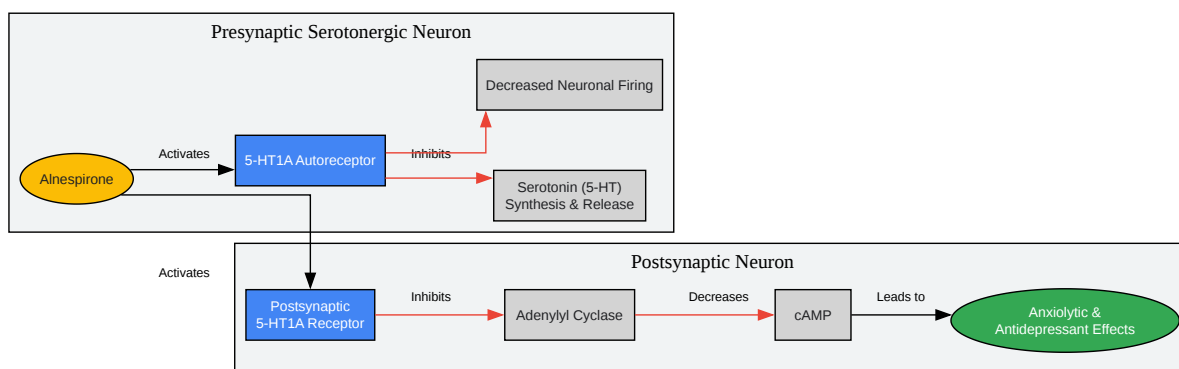 Presynaptic Serotonergic Neuron
Decreased Neuronal Firing
Activates
5-HT1A Autoreceptor
Inhibits
Alnespirone
Serotonin (5-HT)
Synthesis & Release
Postsynaptic Neuron
Activates
Postsynaptic
5-HT1A Receptor
Inhibits
Adenylyl Cyclase
Decreases
cAMP
Leads to
Anxiolytic &
Antidepressant Effects